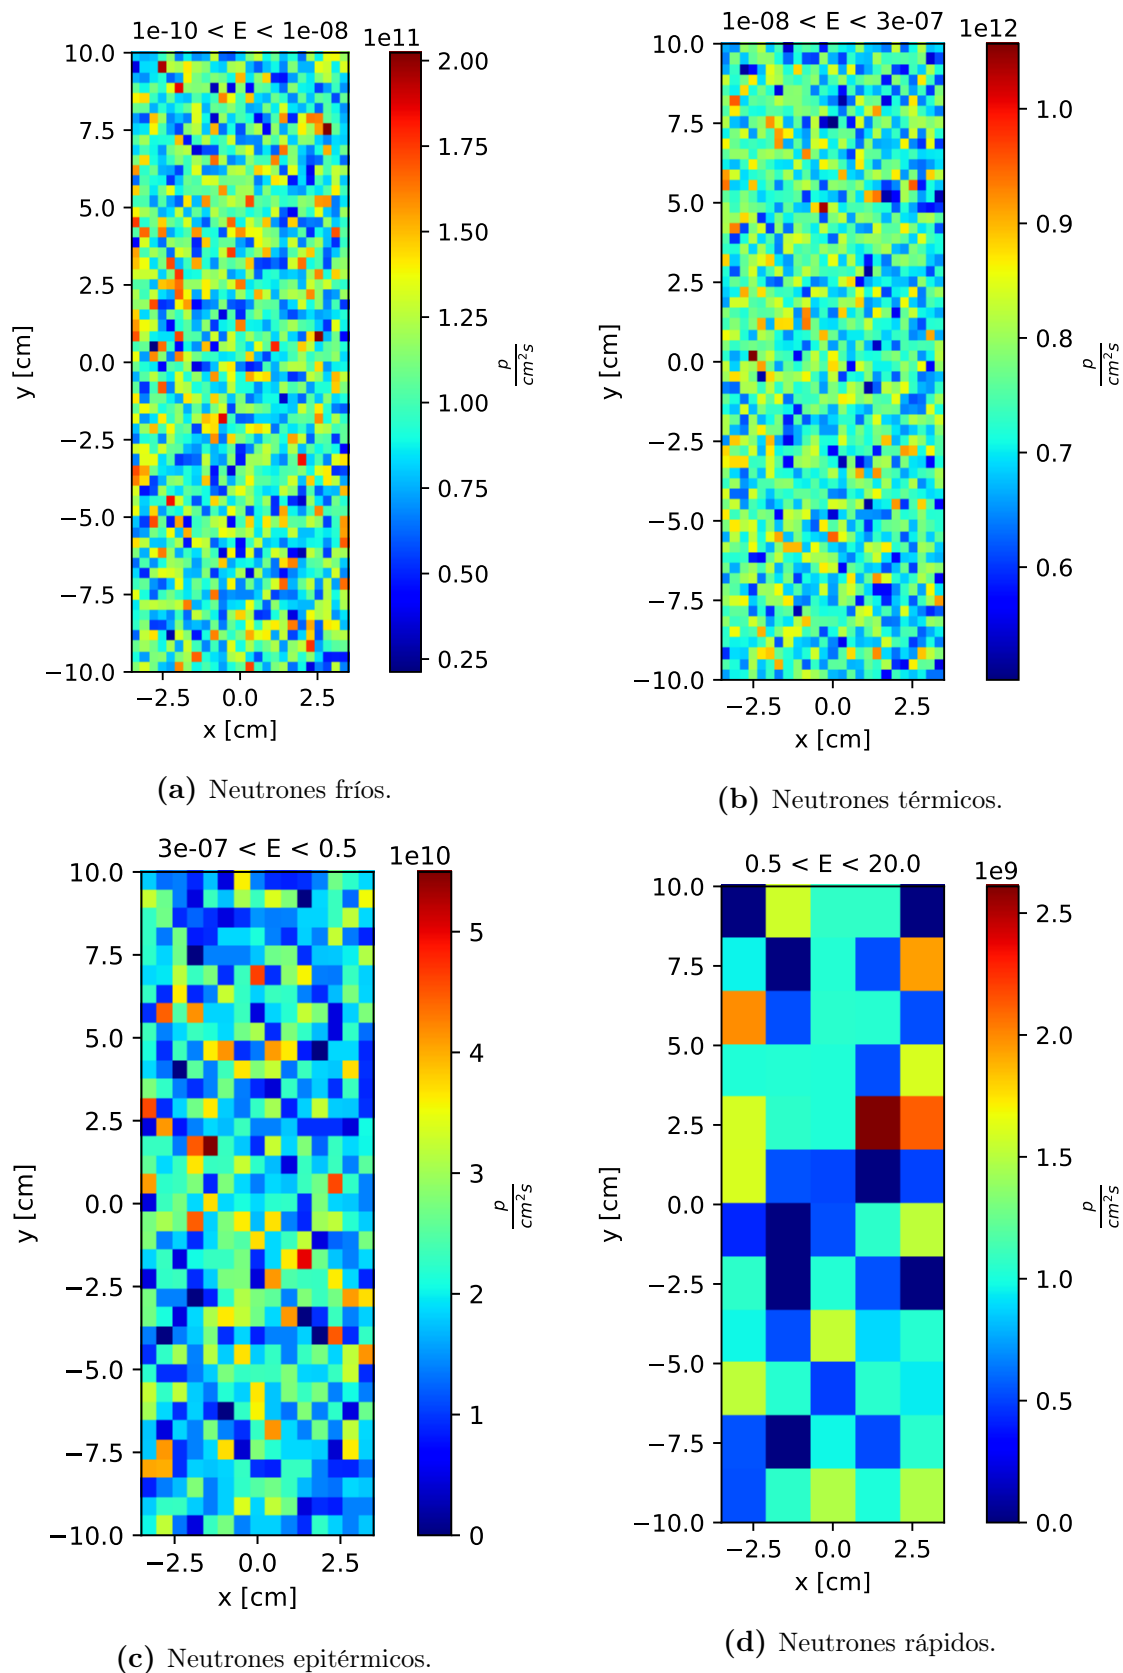 1e-10 < E < 1e-08
1e11
10.0
7.5
5.0
2.5
0.0
−2.5
−5.0
−7.5
−10.0
y [cm]
−2.5 0.0 2.5
x [cm]
2.00
1.75
1.50
1.25
1.00
0.75
0.50
0.25
p
cm²s
(a) Neutrones fríos.
1e-08 < E < 3e-07
1e12
10.0
7.5
5.0
2.5
0.0
−2.5
−5.0
−7.5
−10.0
y [cm]
−2.5 0.0 2.5
x [cm]
1.0
0.9
0.8
0.7
0.6
p
cm²s
(b) Neutrones térmicos.
3e-07 < E < 0.5
1e10
10.0
7.5
5.0
2.5
0.0
−2.5
−5.0
−7.5
−10.0
y [cm]
−2.5 0.0 2.5
x [cm]
5
4
3
2
1
0
p
cm²s
(c) Neutrones epitérmicos.
0.5 < E < 20.0
1e9
10.0
7.5
5.0
2.5
0.0
−2.5
−5.0
−7.5
−10.0
y [cm]
−2.5 0.0 2.5
x [cm]
2.5
2.0
1.5
1.0
0.5
0.0
p
cm²s
(d) Neutrones rápidos.